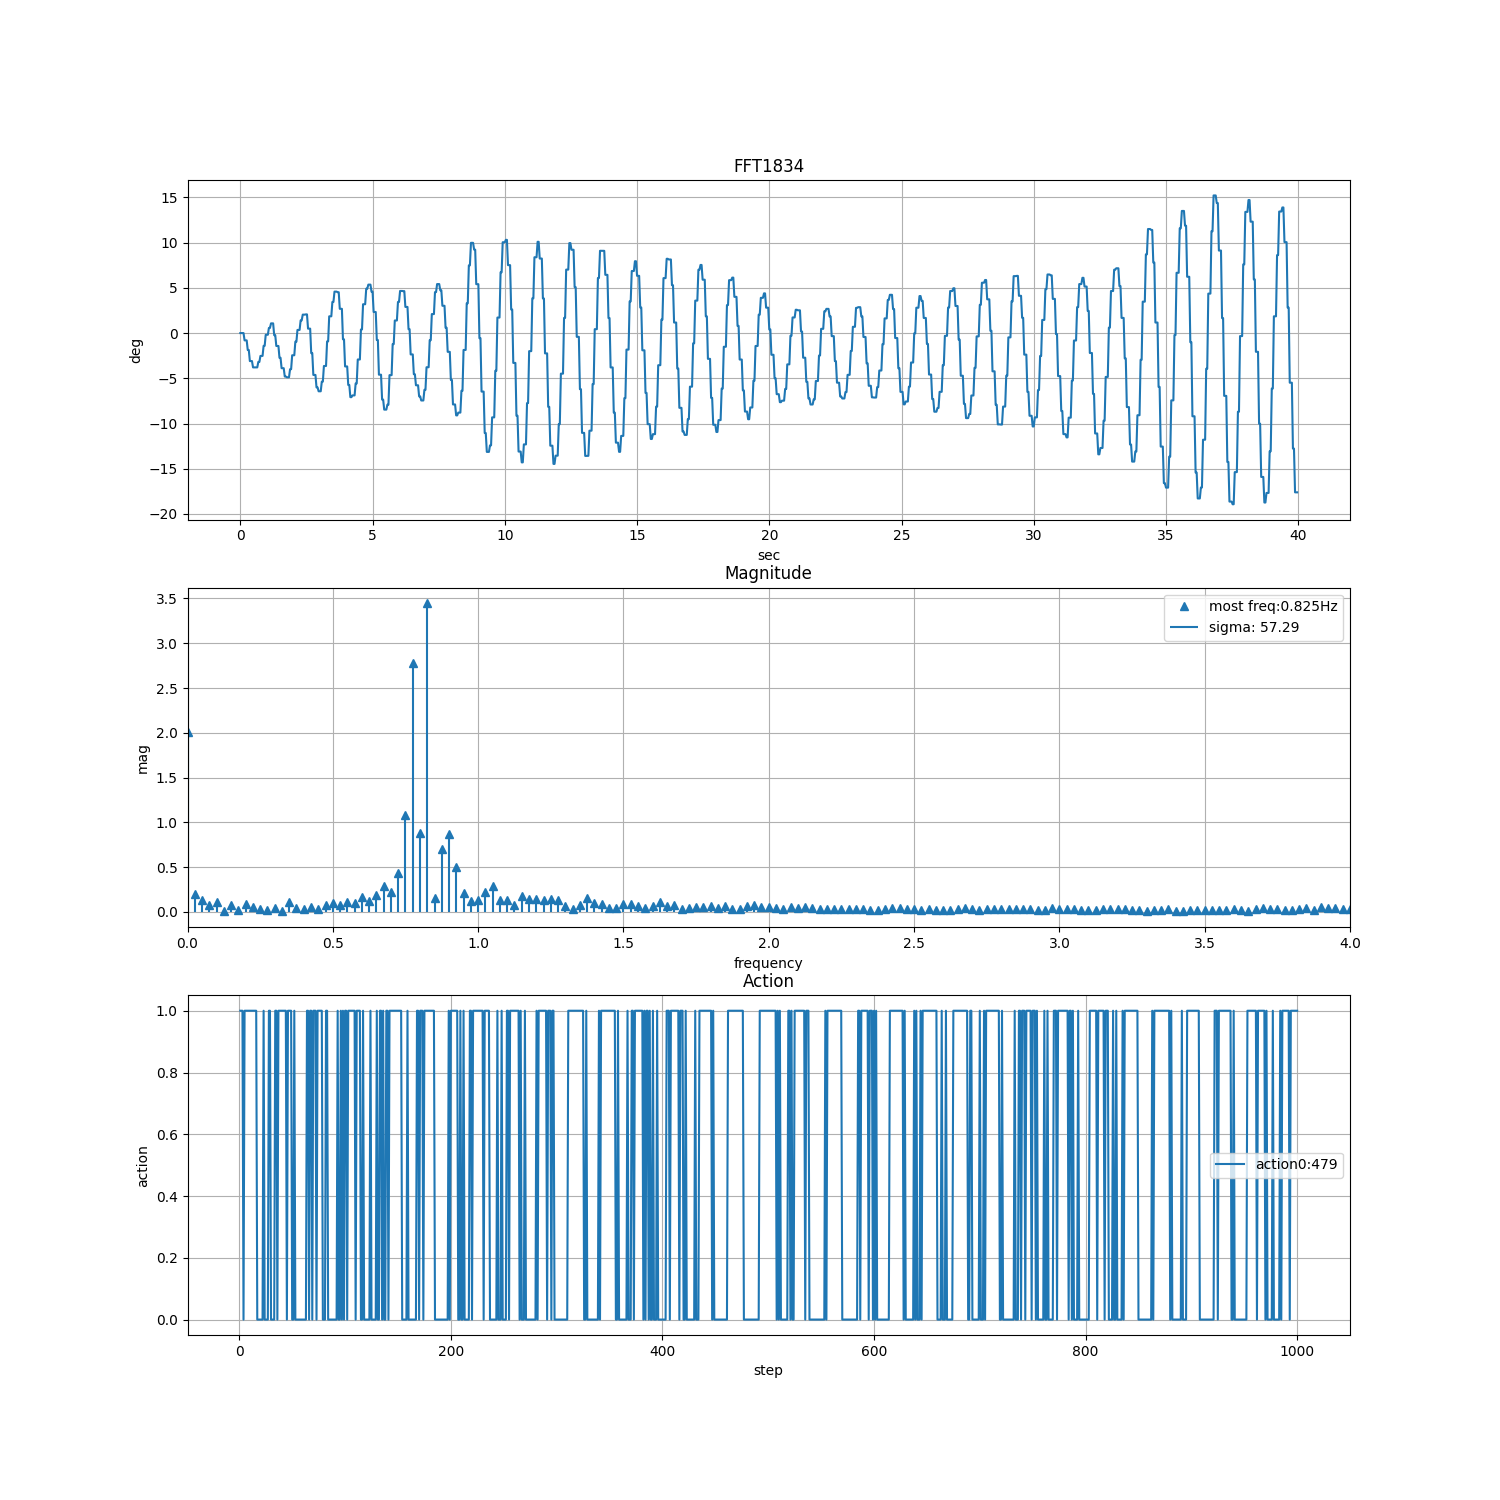 FFT1834
15
10
5
0
−5
−10
−15
−20
deg
0 5 10 15 20 25 30 35 40
sec
Magnitude
3.5
3.0
2.5
2.0
1.5
1.0
0.5
0.0
mag
most freq:0.825Hz
sigma: 57.29
0.0 0.5 1.0 1.5 2.0 2.5 3.0 3.5 4.0
frequency
Action
1.0
0.8
0.6
0.4
0.2
0.0
action
action0:479
0 200 400 600 800 1000
step